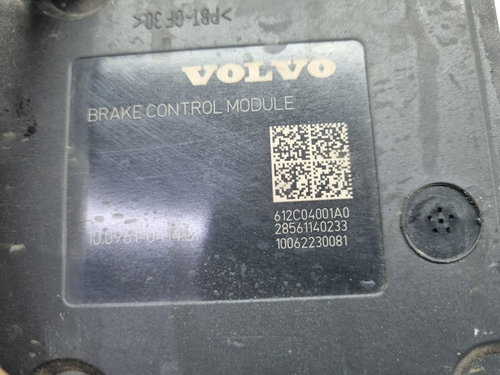 >PBT-GF30<
VOLVO
BRAKE CONTROL MODULE
612C04001A0
28561140233
10062230081